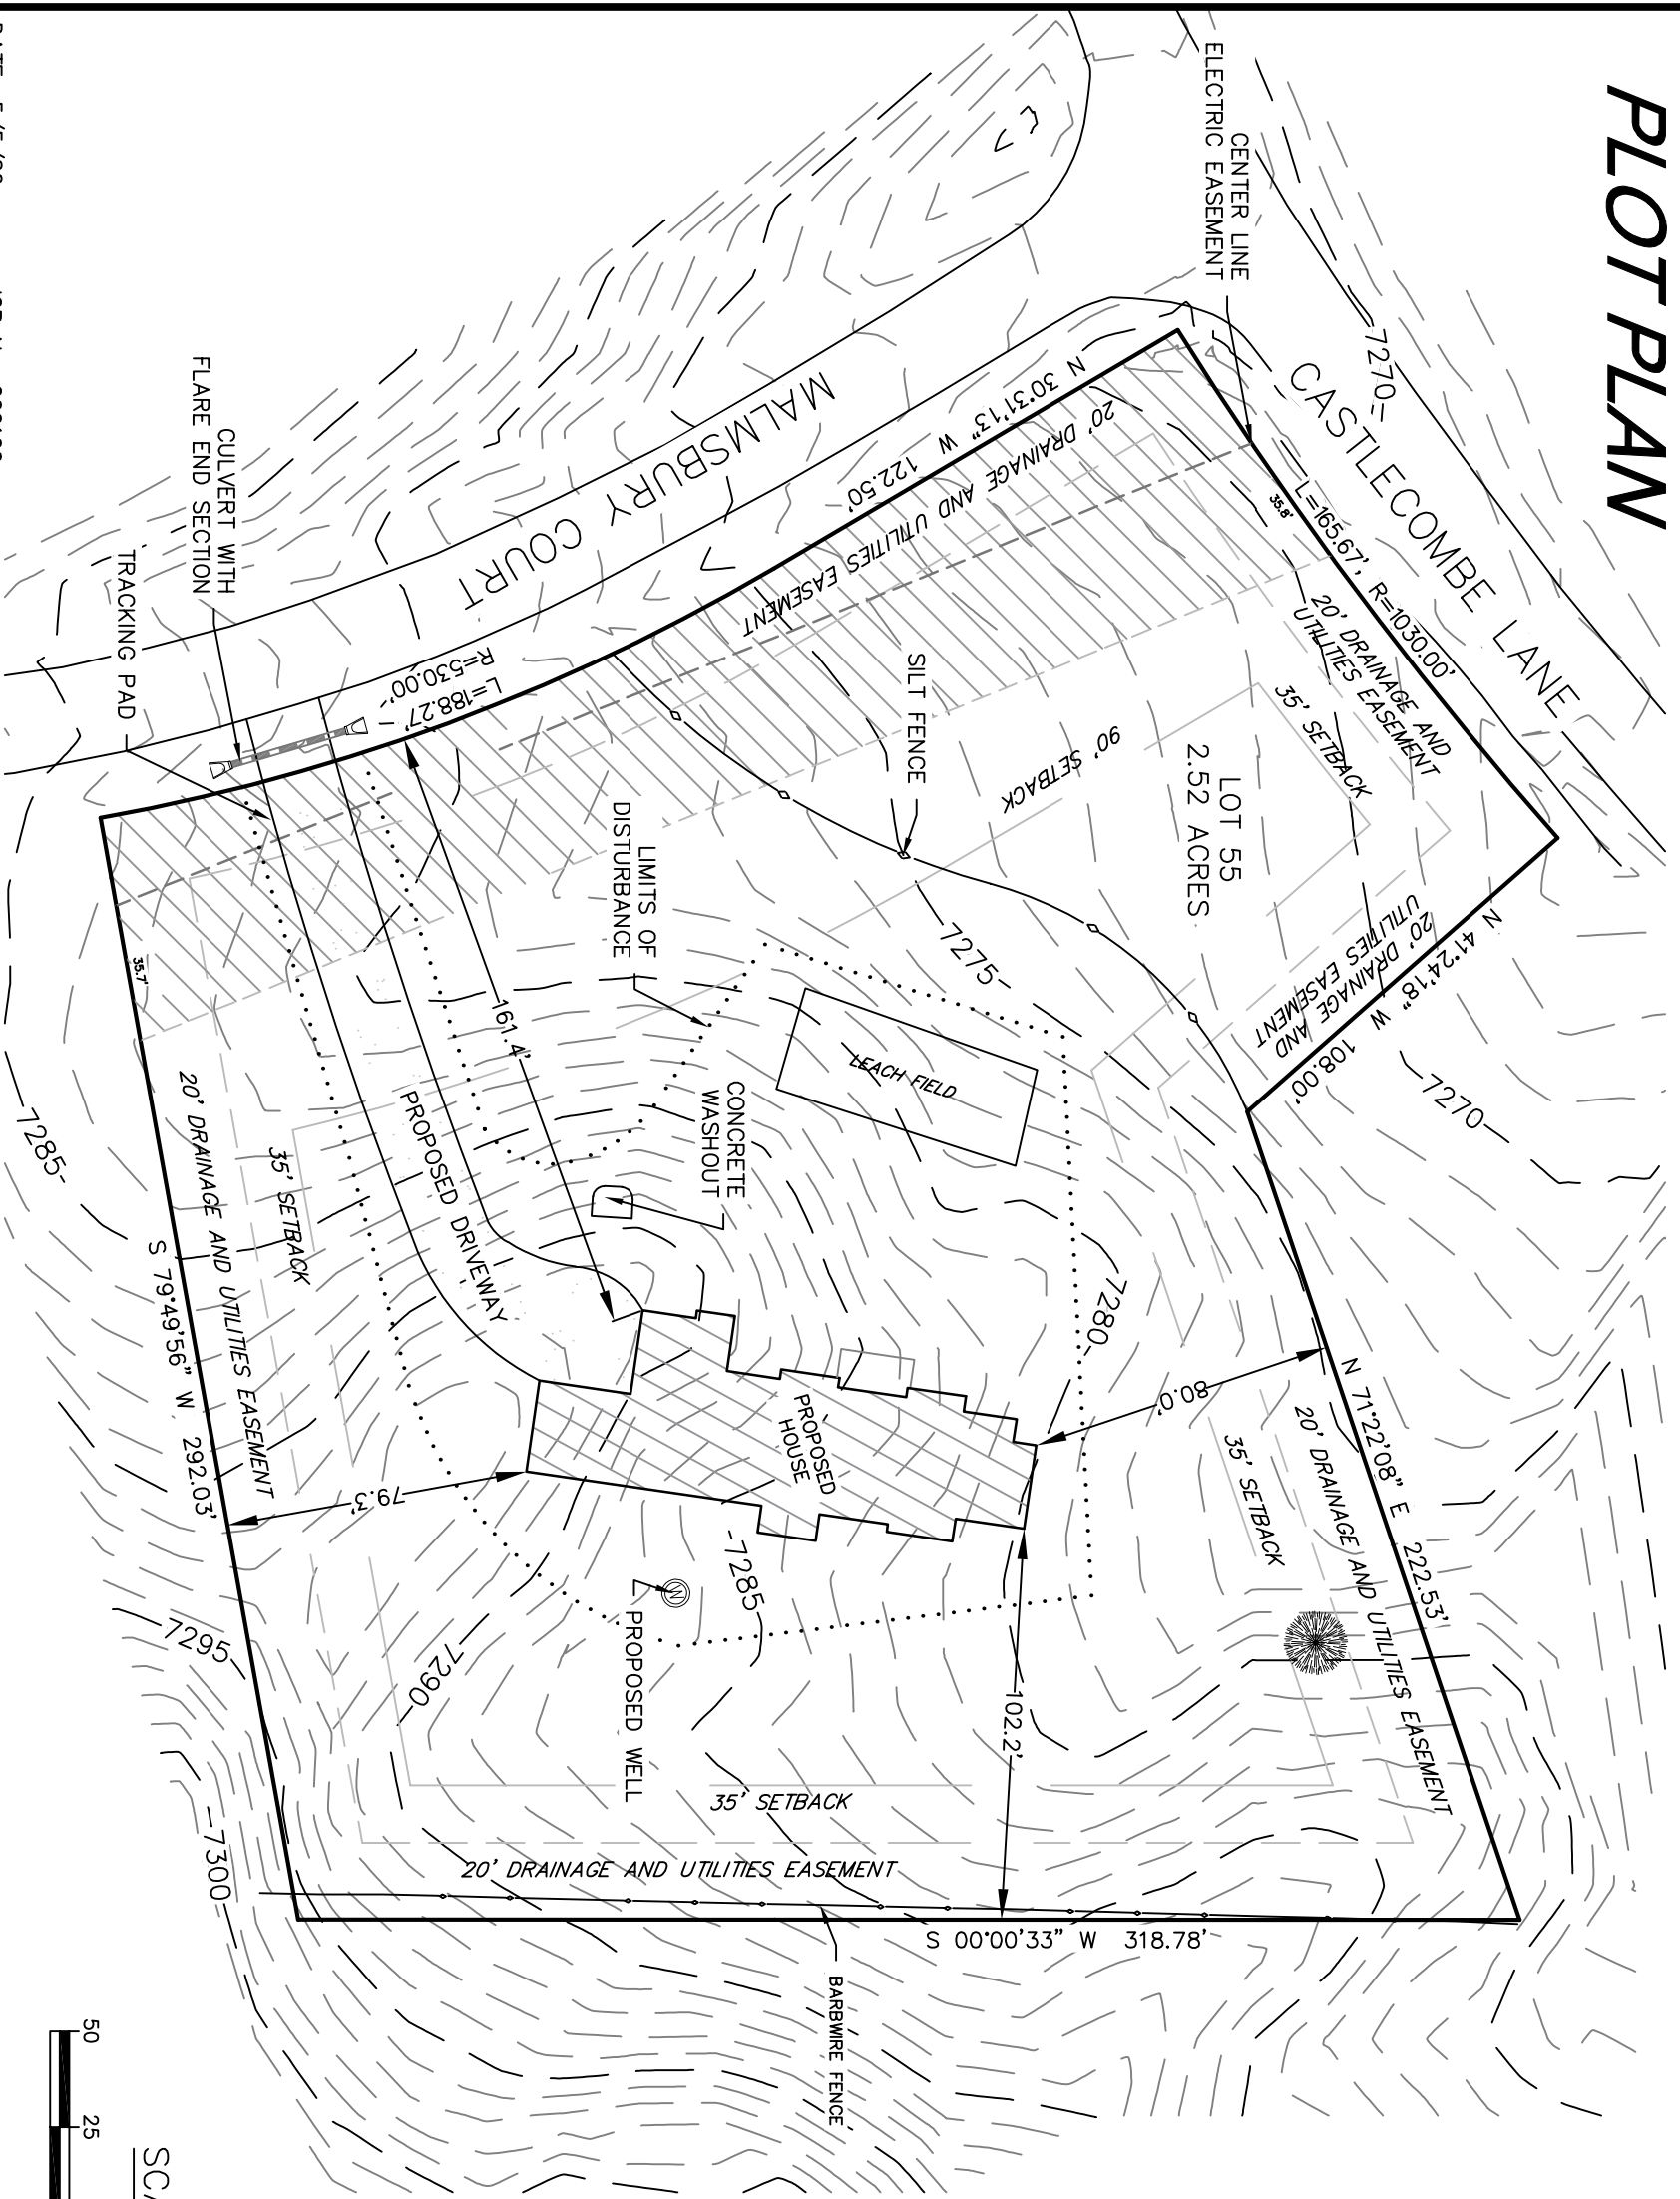 PLOT PLAN
CENTER LINE
ELECTRIC EASEMENT
7270
CASTLECOMBE LANE
L=165.67', R=1030.00'
35.8'
20' DRAINAGE AND
UTILITIES EASEMENT
35' SETBACK
N 30°31'13" W 122.50'
20' DRAINAGE AND UTILITIES EASEMENT
MALMSBURY COURT
L=188.27'
R=530.00'
CULVERT WITH
FLARE END SECTION
TRACKING PAD
SILT FENCE
90' SETBACK
LOT 55
2.52 ACRES
N 41°24'18" W 108.00'
20' DRAINAGE AND
UTILITIES EASEMENT
7270
LIMITS OF
DISTURBANCE
7275
161.4'
LEACH FIELD
CONCRETE
WASHOUT
35.7'
20' DRAINAGE AND UTILITIES EASEMENT
35' SETBACK
PROPOSED DRIVEWAY
7285
S 79°49'56" W 292.03'
7280
80.0'
N 71°22'08" E 222.53'
20' DRAINAGE AND UTILITIES EASEMENT
35' SETBACK
PROPOSED
HOUSE
79.3'
7285
W
PROPOSED WELL
7290
7295
7300
102.2'
35' SETBACK
20' DRAINAGE AND UTILITIES EASEMENT
S 00°00'33" W 318.78'
BARBWIRE FENCE
50
25